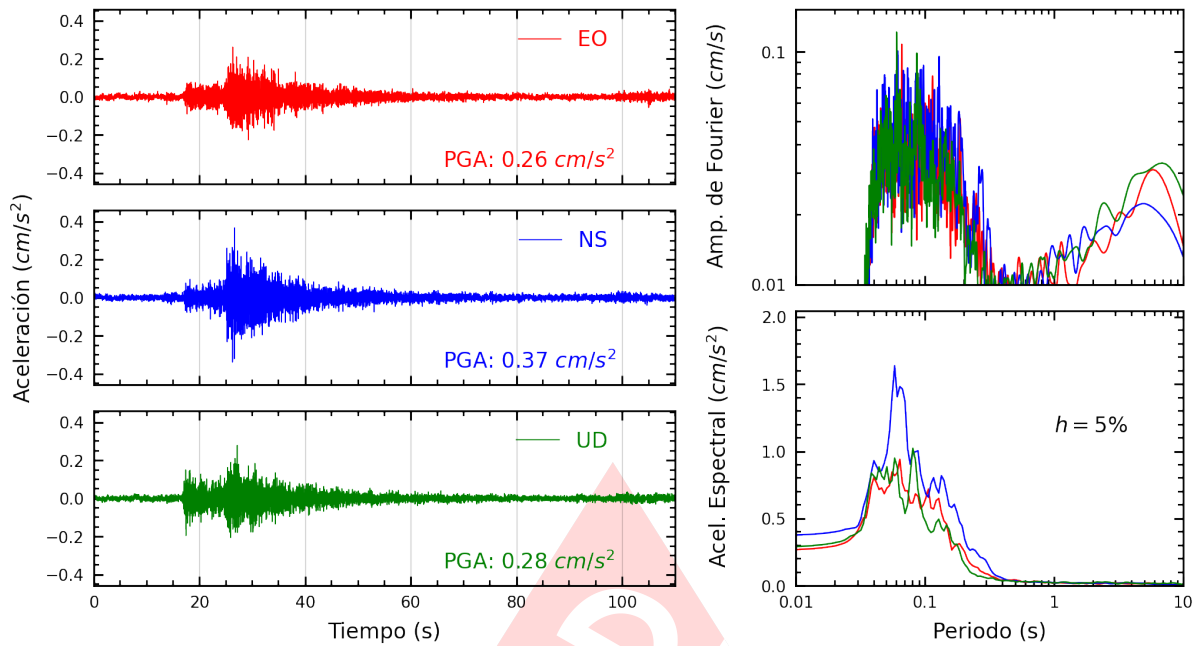 Aceleración (cm/s²)
0.4
0.2
0.0
−0.2
−0.4
EO
PGA: 0.26 cm/s²
0.4
0.2
0.0
−0.2
−0.4
NS
PGA: 0.37 cm/s²
0.4
0.2
0.0
−0.2
−0.4
UD
PGA: 0.28 cm/s²
0 20 40 60 80 100
Tiempo (s)
Amp. de Fourier (cm/s)
0.1
0.01
Acel. Espectral (cm/s²)
2.0
1.5
1.0
0.5
0.0
h = 5%
0.01 0.1 1 10
Periodo (s)